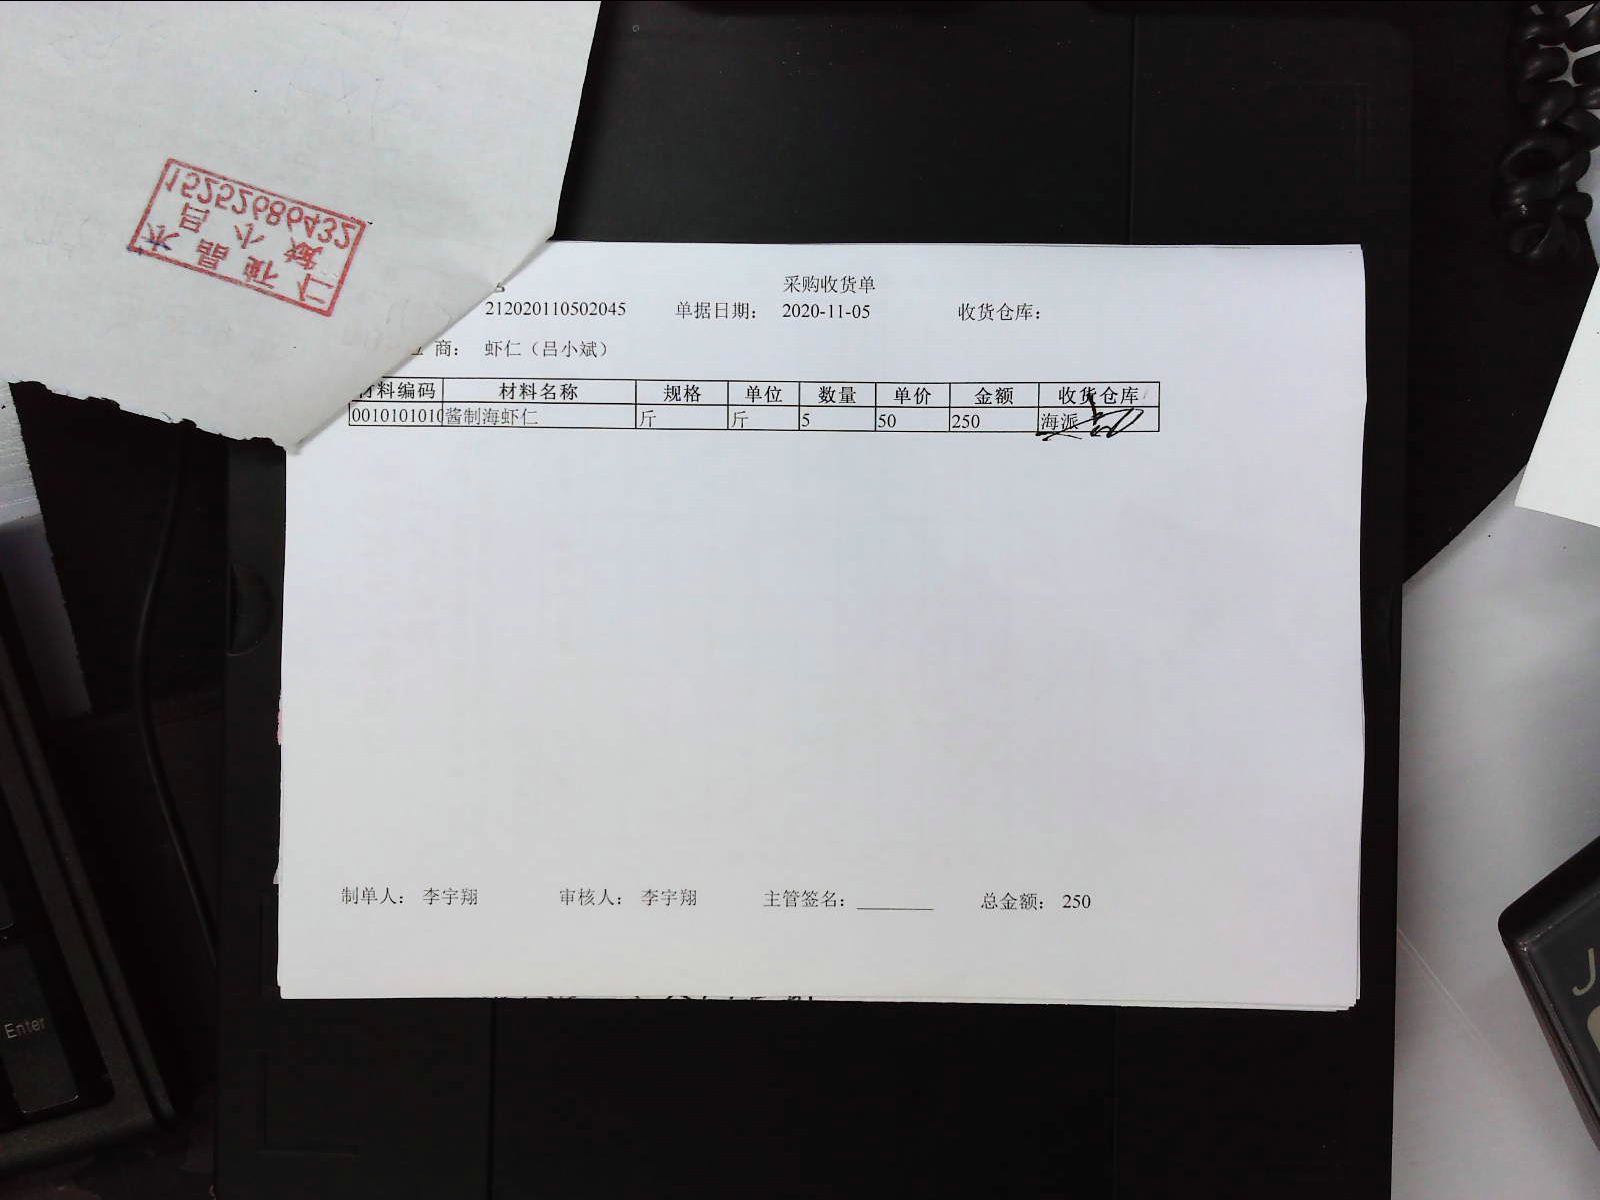 采购收货单
212020110502045 单据日期： 2020-11-05 收货仓库：
商： 虾仁（吕小斌）
材料编码 材料名称 规格 单位 数量 单价 金额 收货仓库
0010101010 酱制海虾仁 斤 斤 5 50 250 海派
制单人： 李宇翔 审核人： 李宇翔 主管签名： 总金额： 250
15252686432
Enter
J